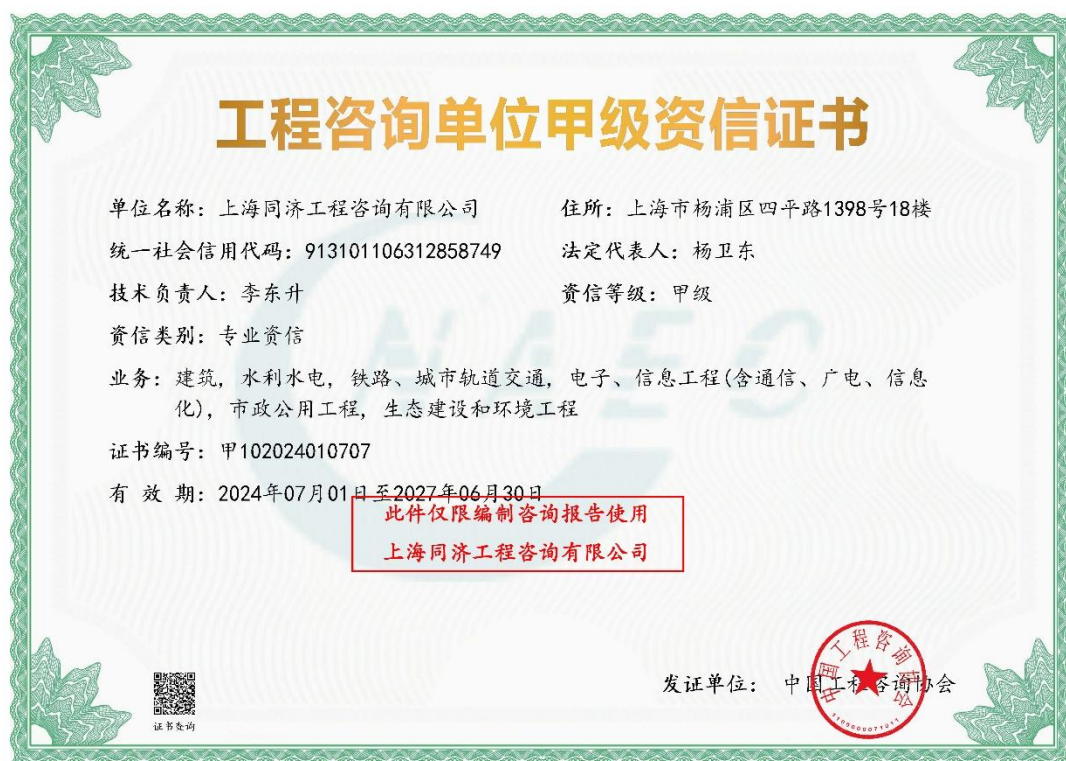 工程咨询单位甲级资信证书
单位名称：上海同济工程咨询有限公司
住所：上海市杨浦区四平路1398号18楼
统一社会信用代码：913101106312858749
法定代表人：杨卫东
技术负责人：李东升
资信等级：甲级
资信类别：专业资信
业务：建筑，水利水电，铁路、城市轨道交通，电子、信息工程(含通信、广电、信息
化)，市政公用工程，生态建设和环境工程
证书编号：甲102024010707
有 效 期：2024年07月01日至2027年06月30日
此件仅限编制咨询报告使用
上海同济工程咨询有限公司
CNAEC
发证单位： 中国工程咨询协会
中国工程咨询协会
1100000071011
证书查询